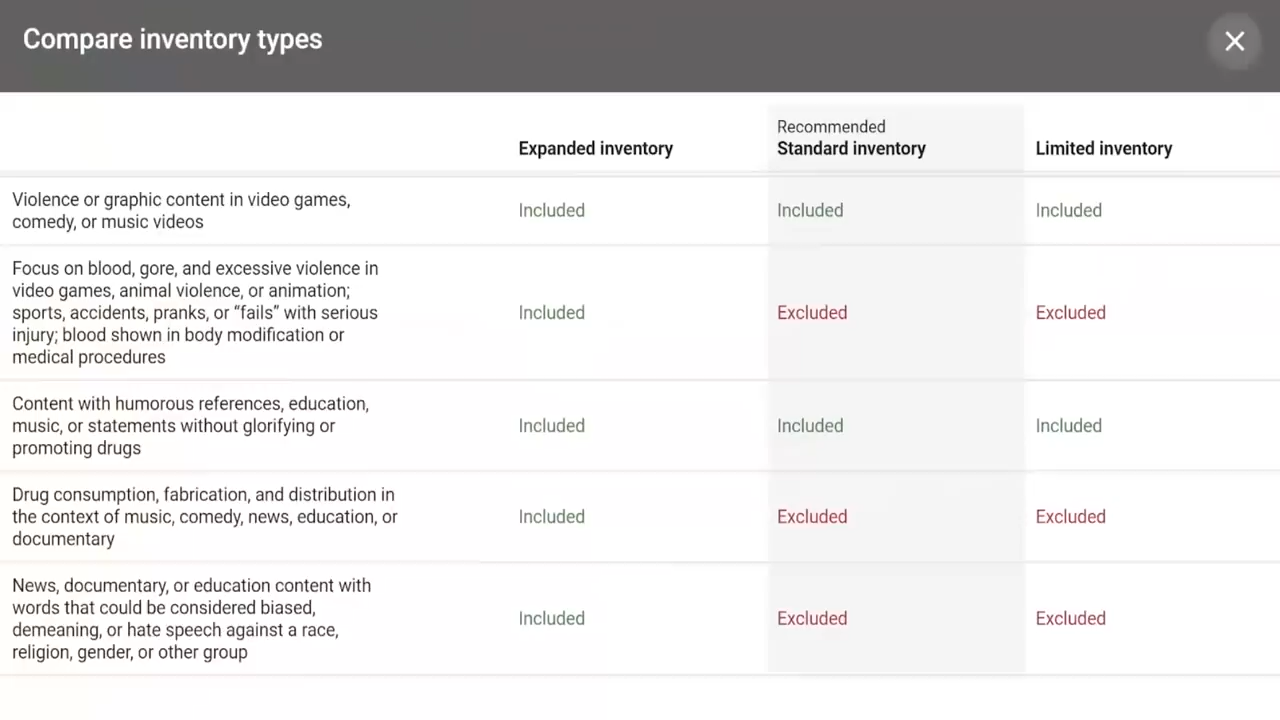 Compare inventory types
Expanded inventory
Recommended
Standard inventory
Limited inventory
Violence or graphic content in video games,
comedy, or music videos
Included
Included
Included
Focus on blood, gore, and excessive violence in
video games, animal violence, or animation;
sports, accidents, pranks, or “fails” with serious
injury; blood shown in body modification or
medical procedures
Included
Excluded
Excluded
Content with humorous references, education,
music, or statements without glorifying or
promoting drugs
Included
Included
Included
Drug consumption, fabrication, and distribution in
the context of music, comedy, news, education, or
documentary
Included
Excluded
Excluded
News, documentary, or education content with
words that could be considered biased,
demeaning, or hate speech against a race,
religion, gender, or other group
Included
Excluded
Excluded